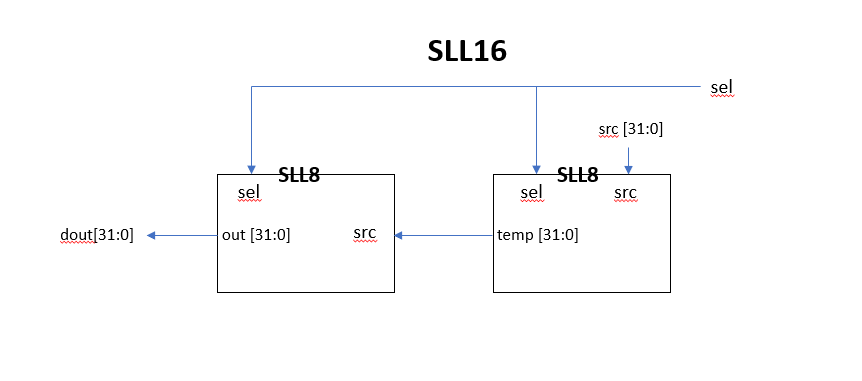 SLL16
sel
src [31:0]
SLL8
SLL8
sel
sel
src
dout[31:0]
out [31:0]
src
temp [31:0]